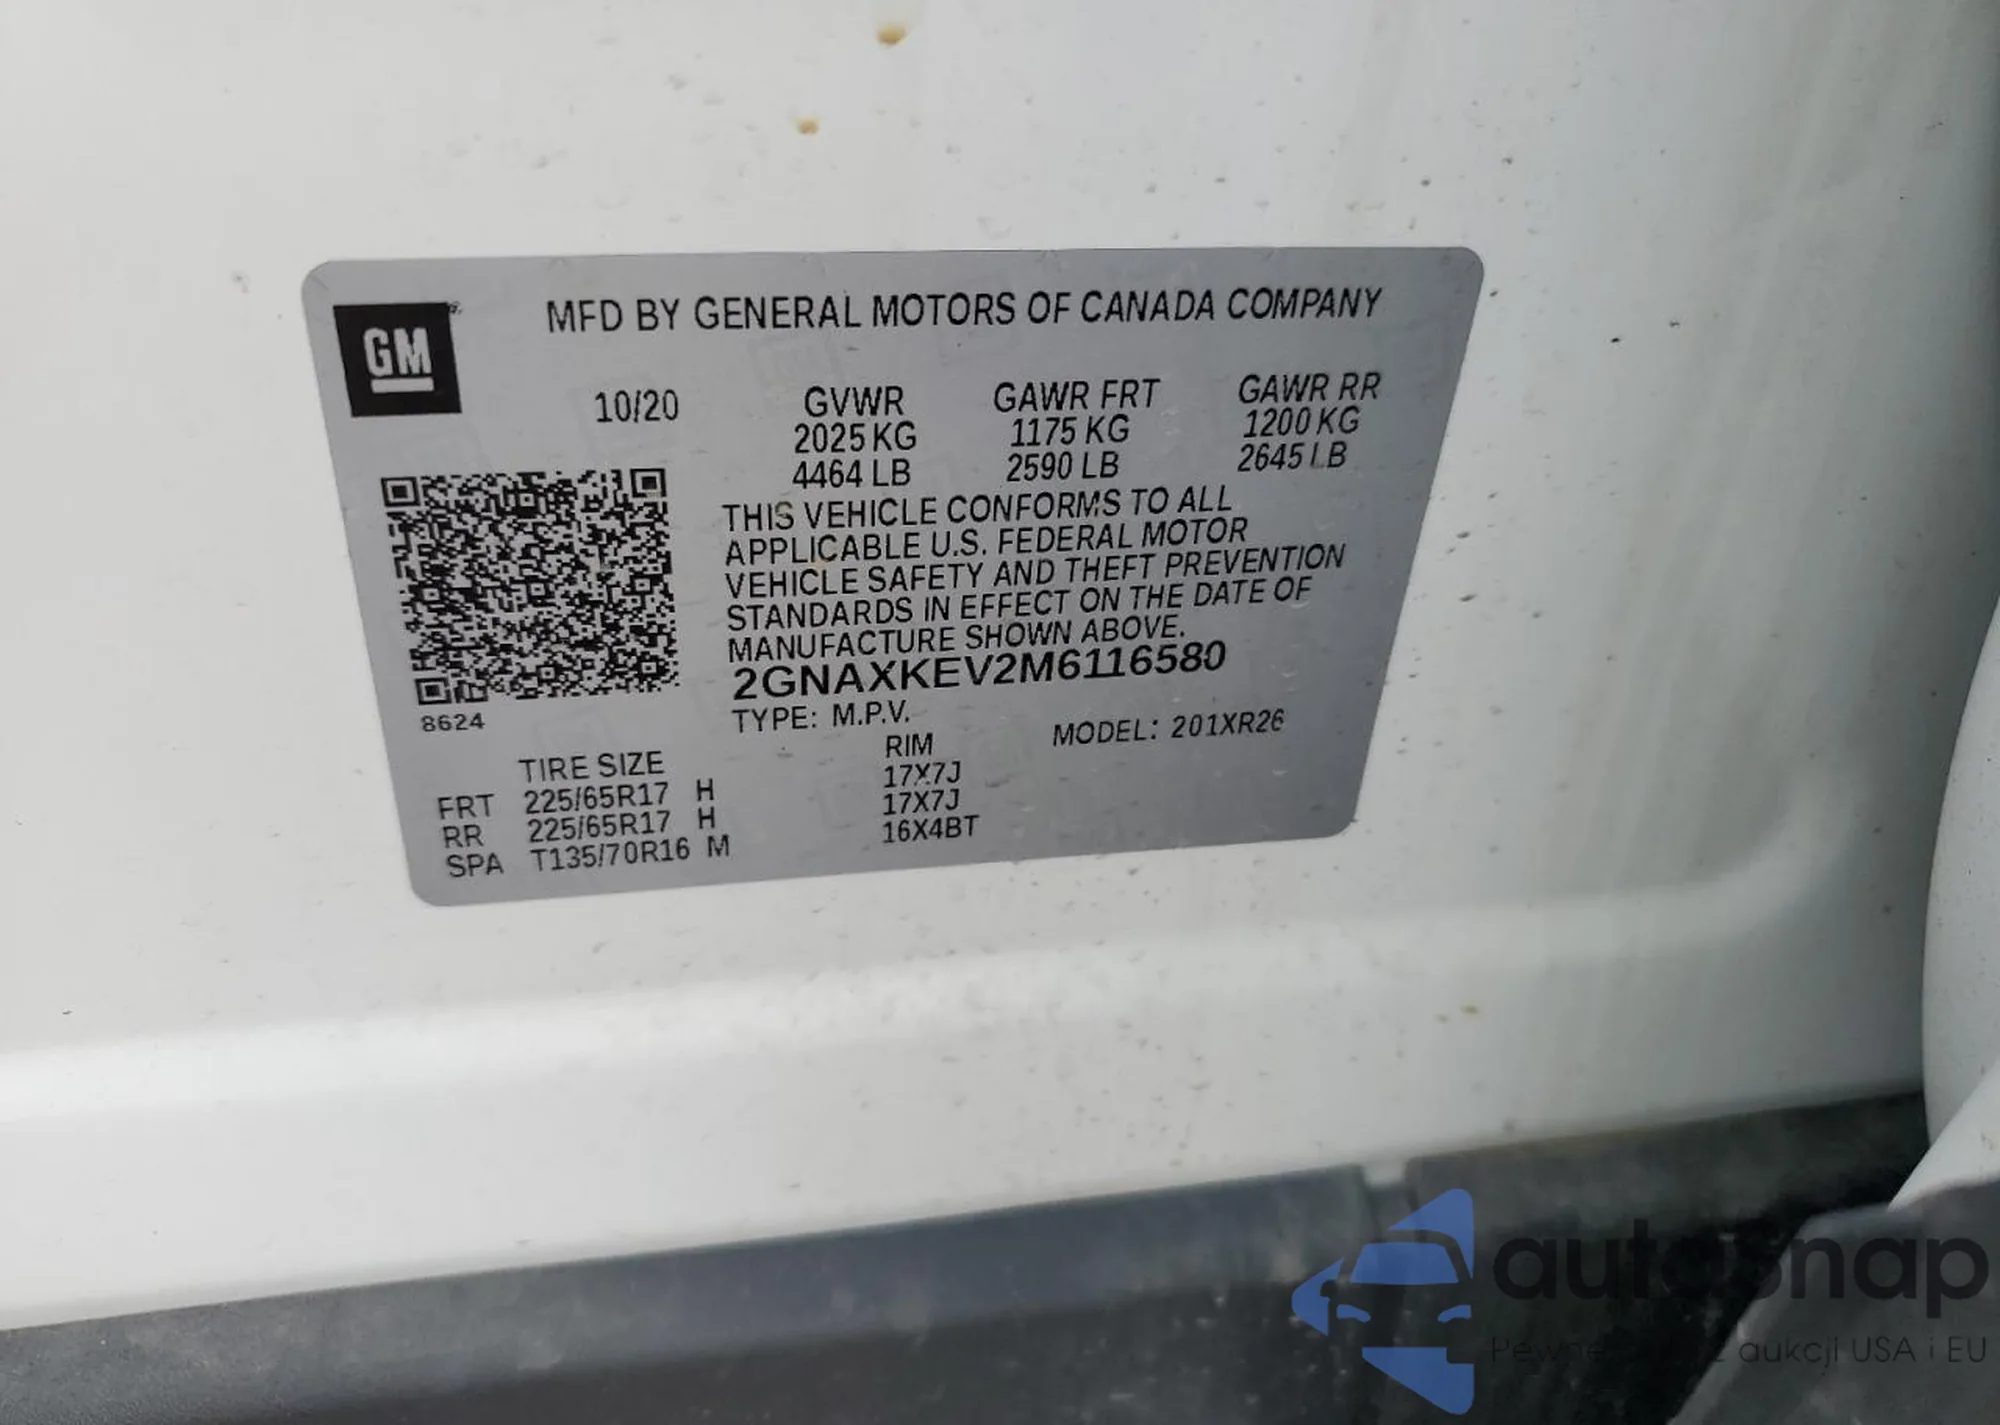 GM
MFD BY GENERAL MOTORS OF CANADA COMPANY
10/20
GVWR GAWR FRT GAWR RR
2025 KG 1175 KG 1200 KG
4464 LB 2590 LB 2645 LB
THIS VEHICLE CONFORMS TO ALL
APPLICABLE U.S. FEDERAL MOTOR
VEHICLE SAFETY AND THEFT PREVENTION
STANDARDS IN EFFECT ON THE DATE OF
MANUFACTURE SHOWN ABOVE.
2GNAXKEV2M6116580
8624
TYPE: M.P.V. MODEL: 201XR26
TIRE SIZE RIM
FRT 225/65R17 H 17X7J
RR 225/65R17 H 17X7J
SPA T135/70R16 M 16X4BT
autosnap
aukcji USA i EU